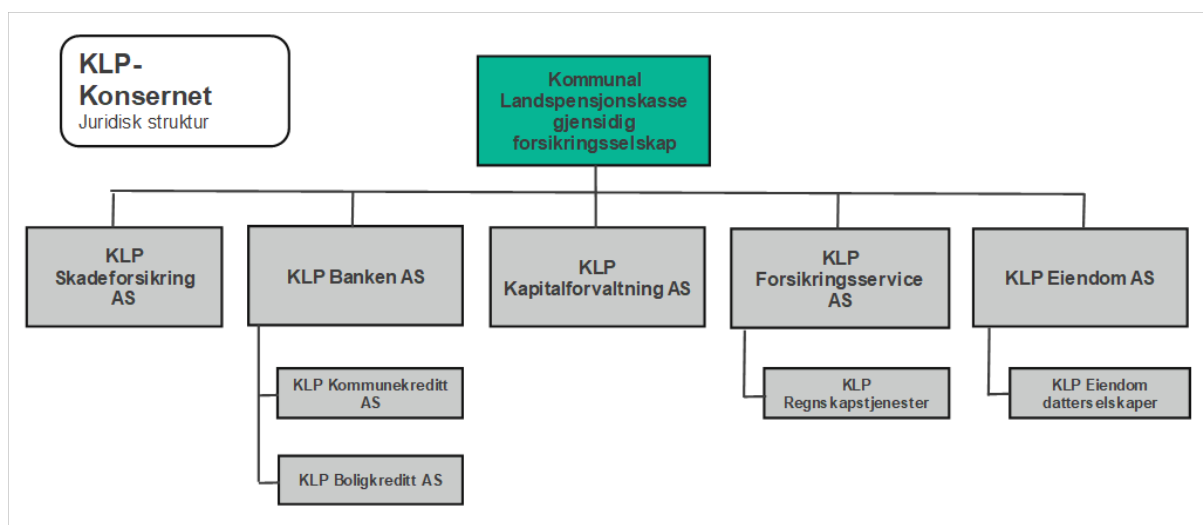 KLP-
Konsernet
Juridisk struktur
Kommunal
Landspensjonskasse
gjensidig
forsikringsselskap
KLP
Skadeforsikring
AS
KLP Banken AS
KLP
Kapitalforvaltning AS
KLP
Forsikringsservice
AS
KLP Eiendom AS
KLP Kommunekreditt
AS
KLP
Regnskapstjenester
KLP Eiendom
datterselskaper
KLP Boligkreditt AS